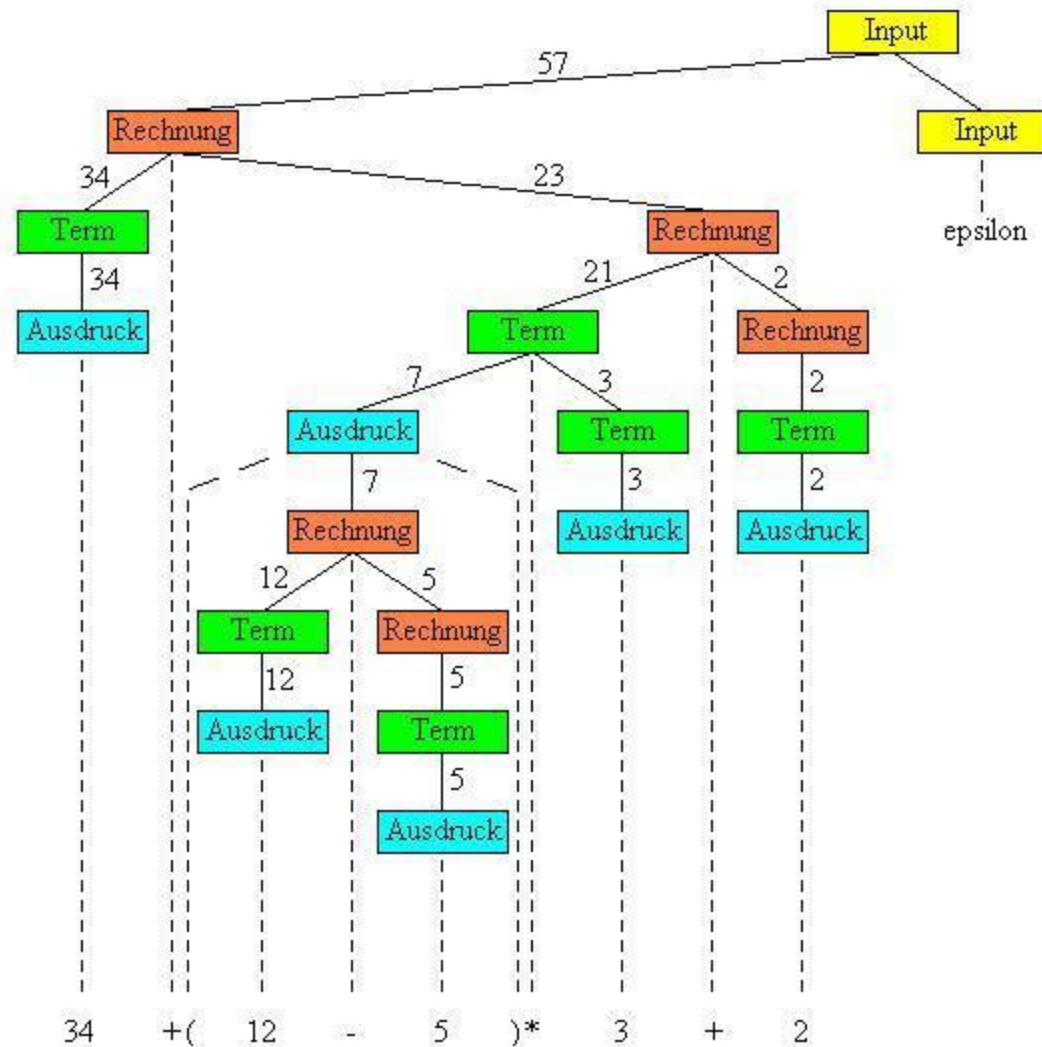 Input
57
Rechnung Input
34 23
Term Rechnung epsilon
34 21 2
Ausdruck Term Rechnung
7 3 2
Ausdruck Term Term
7 3 2
Rechnung Ausdruck Ausdruck
12 5
Term Rechnung
12 5
Ausdruck Term
5
Ausdruck
34 +( 12 - 5 )* 3 + 2